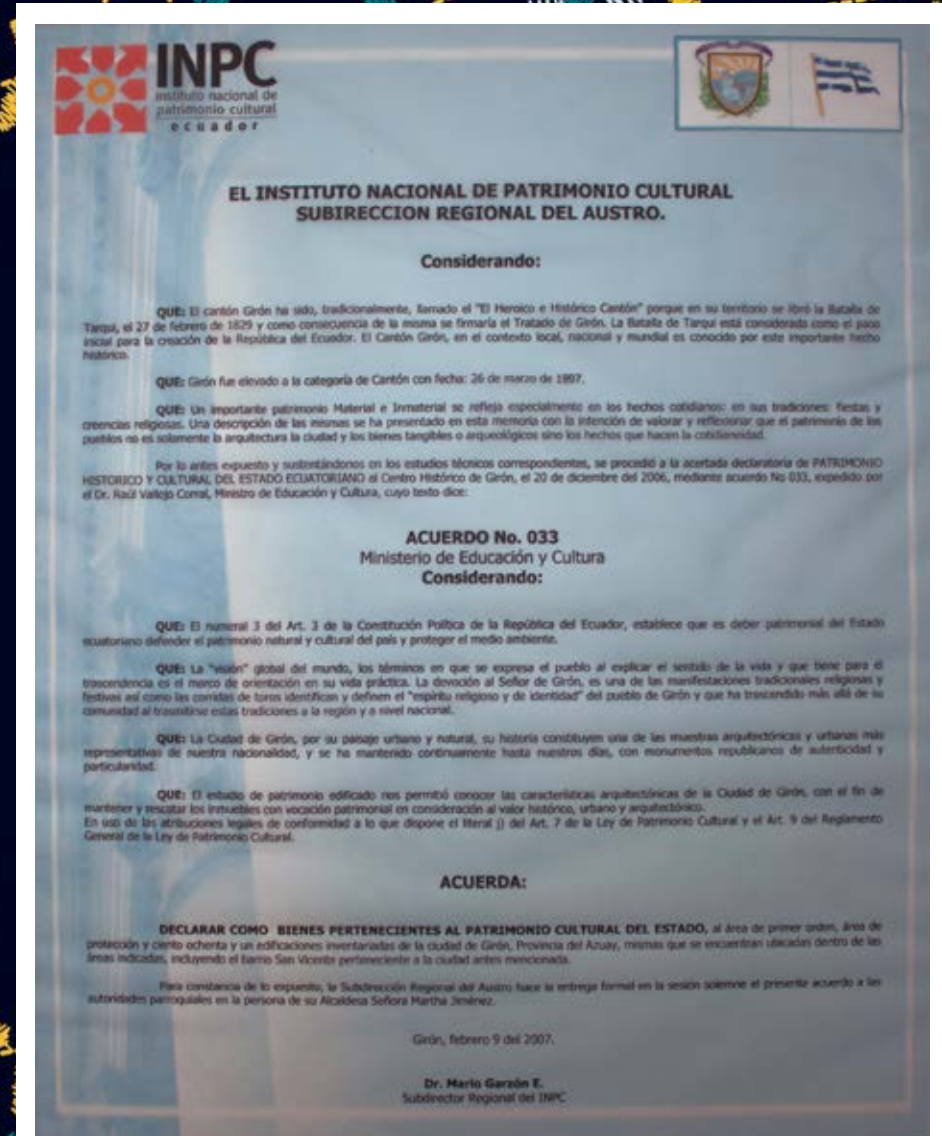 INPC
instituto nacional de
patrimonio cultural
ecuador
EL INSTITUTO NACIONAL DE PATRIMONIO CULTURAL
SUBIRECCION REGIONAL DEL AUSTRO.
Considerando:
QUE: El cantón Girón ha sido, tradicionalmente, llamado el "El Heroico e Histórico Cantón" porque en su territorio se libró la Batalla de
Tarqui, el 27 de febrero de 1829 y como consecuencia de la misma se firmaría el Tratado de Girón. La Batalla de Tarqui está considerada como el paso
inicial para la creación de la República del Ecuador. El Cantón Girón, en el contexto local, nacional y mundial es conocido por este importante hecho
histórico.
QUE: Girón fue elevado a la categoría de Cantón con fecha: 26 de marzo de 1897.
QUE: Un importante patrimonio Material e Inmaterial se refleja especialmente en los hechos cotidianos: en sus tradiciones: fiestas y
creencias religiosas. Una descripción de las mismas se ha presentado en esta memoria con la intención de valorar y reflexionar que el patrimonio de los
pueblos no es solamente la arquitectura la ciudad y los bienes tangibles o arqueológicos sino los hechos que hacen la cotidianeidad.
Por lo antes expuesto y sustentándonos en los estudios técnicos correspondientes, se procedió a la acertada declaratoria de PATRIMONIO
HISTORICO Y CULTURAL DEL ESTADO ECUATORIANO al Centro Histórico de Girón, el 20 de diciembre del 2006, mediante acuerdo No 033, expedido por
el Dr. Raúl Vallejo Corral, Ministro de Educación y Cultura, cuyo texto dice:
ACUERDO No. 033
Ministerio de Educación y Cultura
Considerando:
QUE: El numeral 3 del Art. 3 de la Constitución Política de la República del Ecuador, establece que es deber patrimonial del Estado
ecuatoriano defender el patrimonio natural y cultural del país y proteger el medio ambiente.
QUE: La "visión" global del mundo, los términos en que se expresa el pueblo al explicar el sentido de la vida y que tiene para él
trascendencia es el marco de orientación en su vida práctica. La devoción al Señor de Girón, es una de las manifestaciones tradicionales religiosas y
festivas así como las corridas de toros identifican y definen el "espíritu religioso y de identidad" del pueblo de Girón y que ha trascendido más allá de su
comunidad al trasmitirse estas tradiciones a la región y a nivel nacional.
QUE: La Ciudad de Girón, por su paisaje urbano y natural, su historia constituyen una de las muestras arquitectónicas y urbanas más
representativas de nuestra nacionalidad, y se ha mantenido continuamente hasta nuestros días, con monumentos republicanos de autenticidad y
particularidad.
QUE: El estudio de patrimonio edificado nos permitió conocer las características arquitectónicas de la Ciudad de Girón, con el fin de
mantener y rescatar los inmuebles con vocación patrimonial en consideración al valor histórico, urbano y arquitectónico.
En uso de las atribuciones legales de conformidad a lo que dispone el literal j) del Art. 7 de la Ley de Patrimonio Cultural y el Art. 9 del Reglamento
General de la Ley de Patrimonio Cultural.
ACUERDA:
DECLARAR COMO BIENES PERTENECIENTES AL PATRIMONIO CULTURAL DEL ESTADO, al área de primer orden, área de
protección y ciento ochenta y un edificaciones inventariadas de la ciudad de Girón, Provincia del Azuay, mismas que se encuentran ubicadas dentro de las
áreas indicadas, incluyendo el barrio San Vicente perteneciente a la ciudad antes mencionada.
Para constancia de lo expuesto, la Subdirección Regional del Austro hace la entrega formal en la sesión solemne el presente acuerdo a las
autoridades parroquiales en la persona de su Alcaldesa Señora Martha Jiménez.
Girón, febrero 9 del 2007.
Dr. Mario Garzón E.
Subdirector Regional del INPC